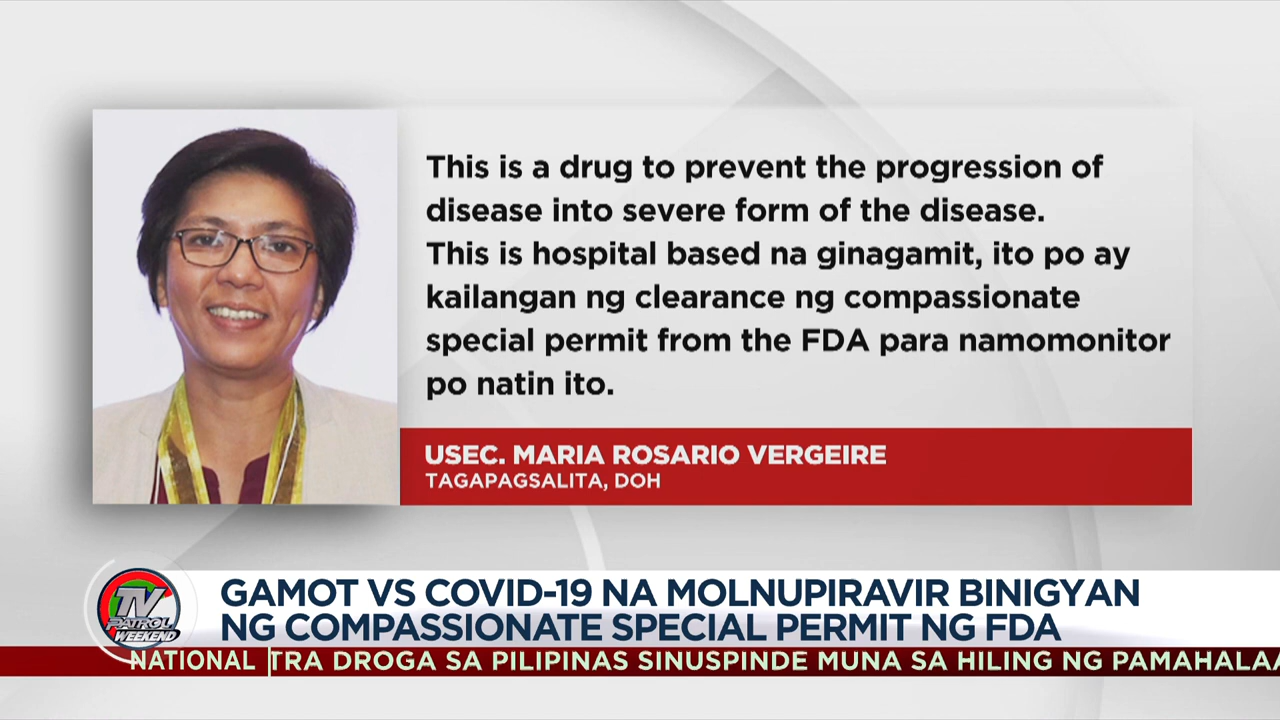 This is a drug to prevent the progression of
disease into severe form of the disease.
This is hospital based na ginagamit, ito po ay
kailangan ng clearance ng compassionate
special permit from the FDA para namomonitor
po natin ito.
USEC. MARIA ROSARIO VERGEIRE
TAGAPAGSALITA, DOH
TV PATROL WEEKEND
GAMOT VS COVID-19 NA MOLNUPIRAVIR BINIGYAN
NG COMPASSIONATE SPECIAL PERMIT NG FDA
NATIONAL TRA DROGA SA PILIPINAS SINUSPINDE MUNA SA HILING NG PAMAHALAA